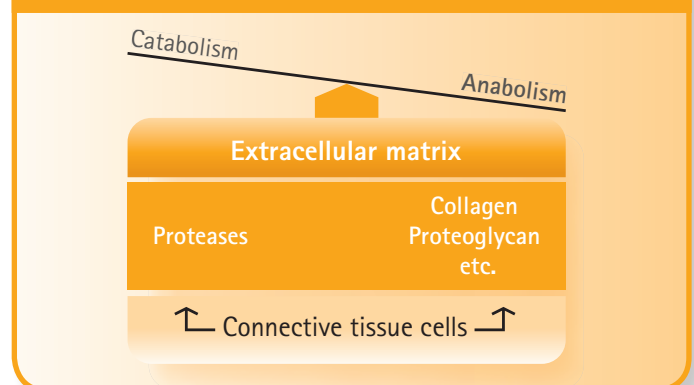 Catabolism
Anabolism
Extracellular matrix
Proteases
Collagen
Proteoglycan
etc.
Connective tissue cells